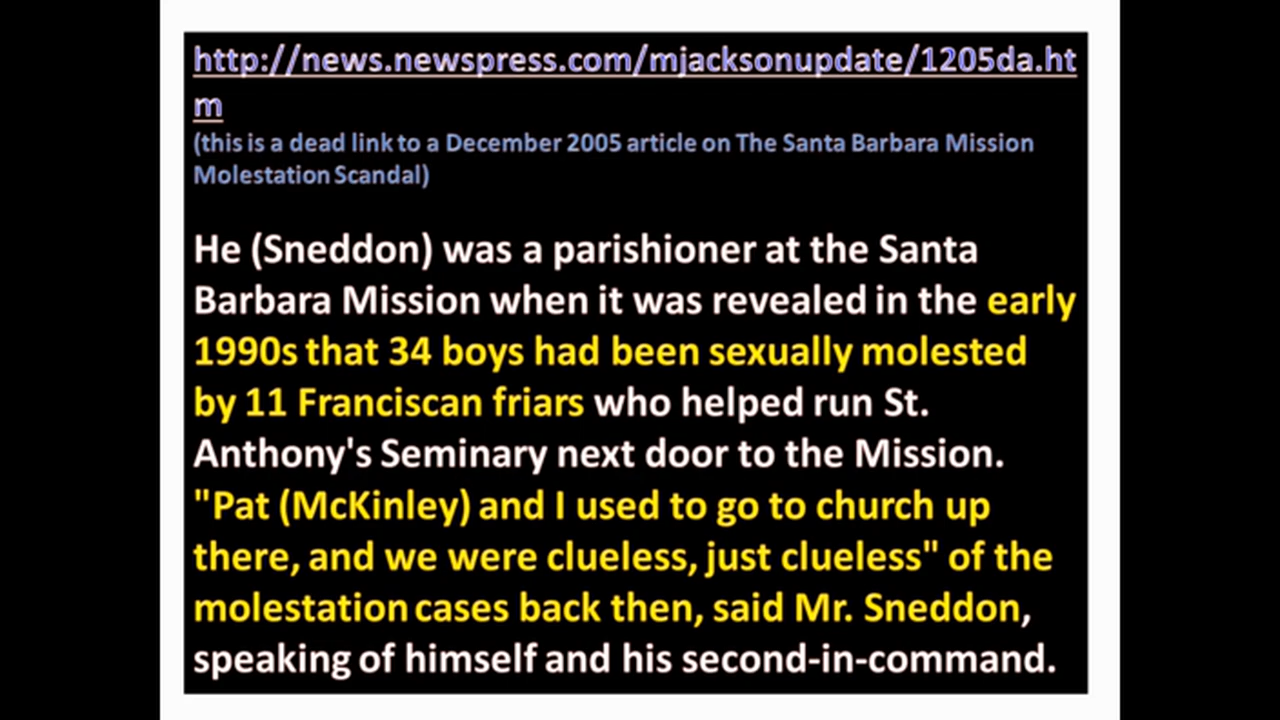 http://news.newspress.com/mjacksonupdate/1205da.ht
m
(this is a dead link to a December 2005 article on The Santa Barbara Mission
Molestation Scandal)
He (Sneddon) was a parishioner at the Santa
Barbara Mission when it was revealed in the early
1990s that 34 boys had been sexually molested
by 11 Franciscan friars who helped run St.
Anthony's Seminary next door to the Mission.
"Pat (McKinley) and I used to go to church up
there, and we were clueless, just clueless" of the
molestation cases back then, said Mr. Sneddon,
speaking of himself and his second-in-command.